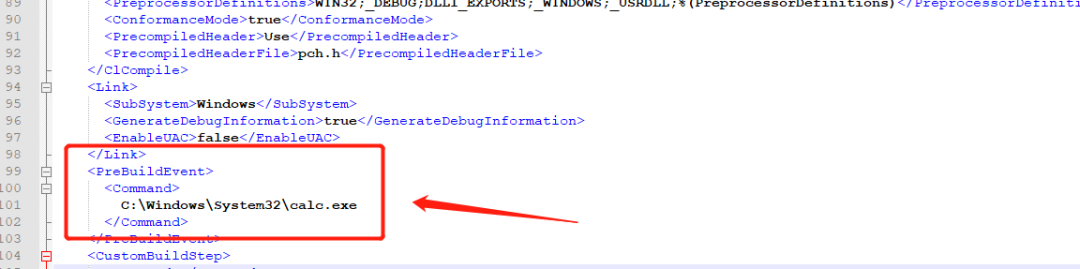 89 <PreprocessorDefinitions>WIN32;_DEBUG;DLLI_EXPORTS;_WINDOWS;_USRDLL;%(PreprocessorDefinitions)</PreprocessorDefinitio
90 <ConformanceMode>true</ConformanceMode>
91 <PrecompiledHeader>Use</PrecompiledHeader>
92 <PrecompiledHeaderFile>pch.h</PrecompiledHeaderFile>
93 </ClCompile>
94 <Link>
95 <SubSystem>Windows</SubSystem>
96 <GenerateDebugInformation>true</GenerateDebugInformation>
97 <EnableUAC>false</EnableUAC>
98 </Link>
99 <PreBuildEvent>
100 <Command>
101 C:\Windows\System32\calc.exe
102 </Command>
103 </PreBuildEvent>
104 <CustomBuildStep>